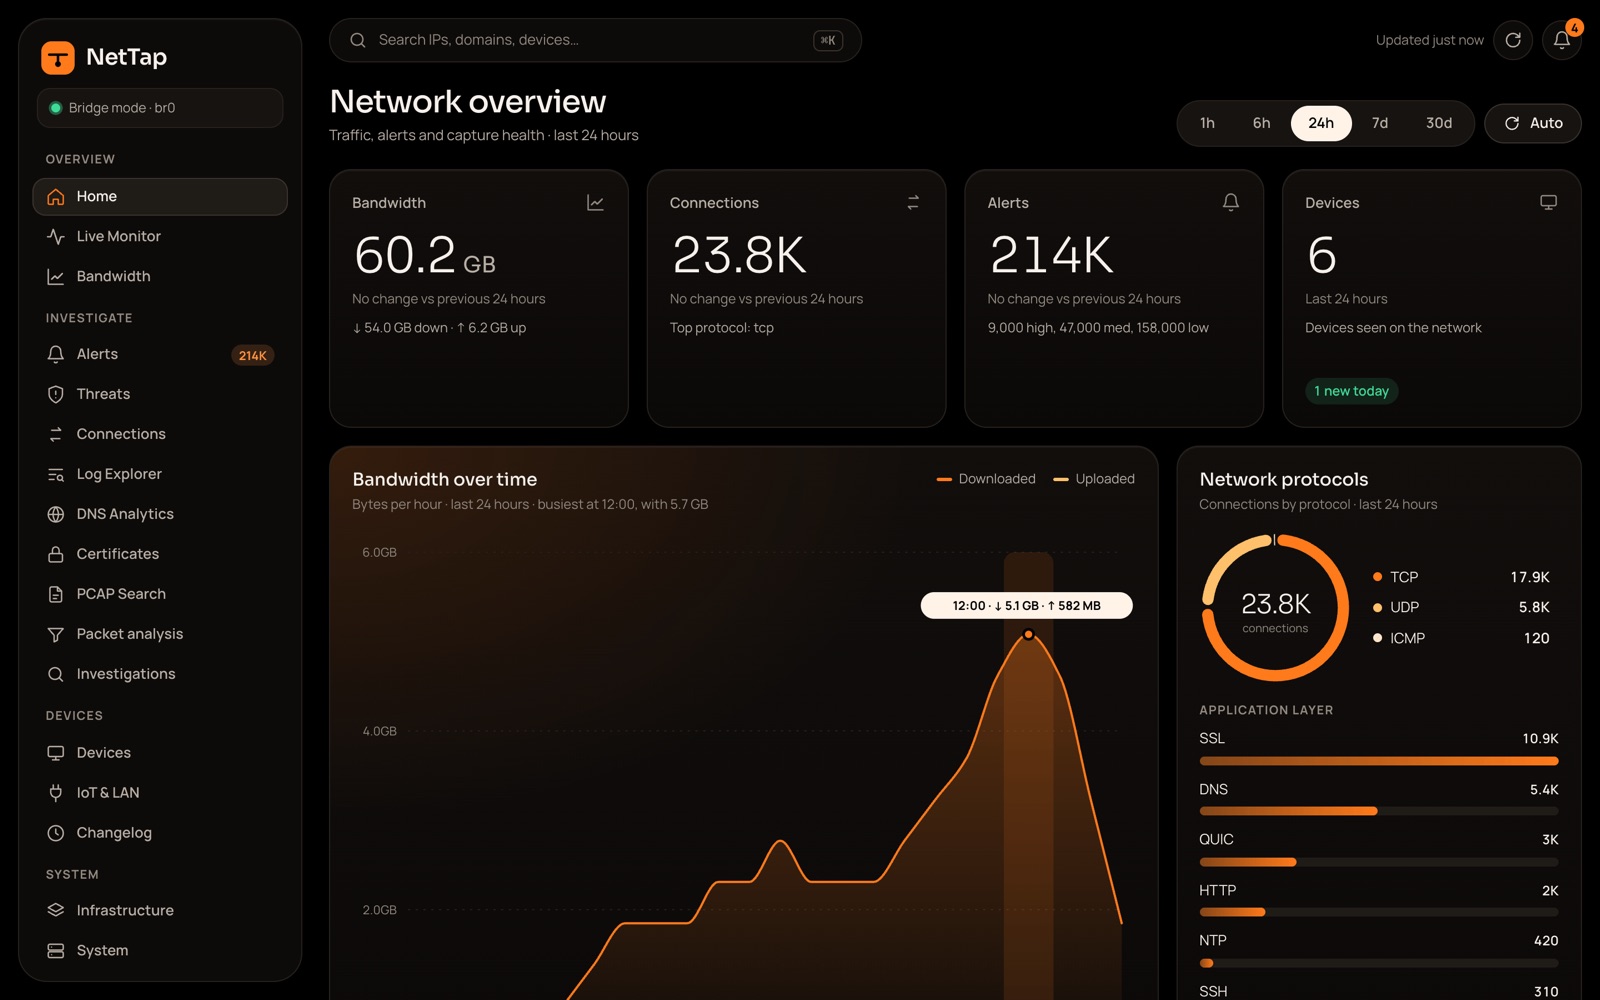 NetTap
Bridge mode · br0
OVERVIEW
Home
Live Monitor
Bandwidth
INVESTIGATE
Alerts
214K
Threats
Connections
Log Explorer
DNS Analytics
Certificates
PCAP Search
Packet analysis
Investigations
DEVICES
Devices
IoT & LAN
Changelog
SYSTEM
Infrastructure
System
Search IPs, domains, devices...
⌘K
Updated just now
4
Network overview
Traffic, alerts and capture health · last 24 hours
1h
6h
24h
7d
30d
Auto
Bandwidth
60.2 GB
No change vs previous 24 hours
↓ 54.0 GB down · ↑ 6.2 GB up
Connections
23.8K
No change vs previous 24 hours
Top protocol: tcp
Alerts
214K
No change vs previous 24 hours
9,000 high, 47,000 med, 158,000 low
Devices
6
Last 24 hours
Devices seen on the network
1 new today
Bandwidth over time
Bytes per hour · last 24 hours · busiest at 12:00, with 5.7 GB
Downloaded
Uploaded
6.0GB
12:00 · ↓ 5.1 GB · ↑ 582 MB
4.0GB
2.0GB
Network protocols
Connections by protocol · last 24 hours
23.8K
connections
TCP 17.9K
UDP 5.8K
ICMP 120
APPLICATION LAYER
SSL 10.9K
DNS 5.4K
QUIC 3K
HTTP 2K
NTP 420
SSH 310